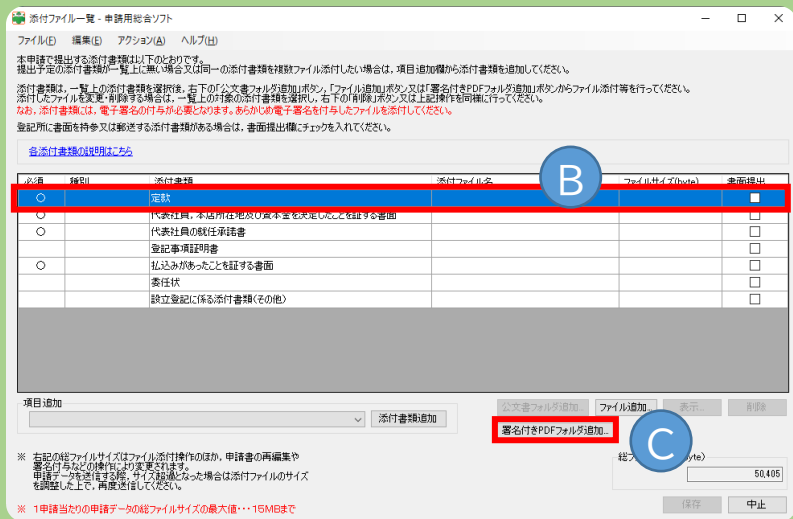 添付ファイル一覧 - 申請用総合ソフト
ファイル(F) 編集(E) アクション(A) ヘルプ(H)
本申請で提出する添付書類は以下のとおりです。
提出予定の添付書類が一覧上に無い場合又は同一の添付書類を複数ファイル添付したい場合は，項目追加欄から添付書類を追加してください。
添付書類は，一覧上の添付書類を選択後，右下の「公文書フォルダ追加」ボタン，「ファイル追加」ボタン又は「署名付きPDFフォルダ追加」ボタンからファイル添付等を行ってください。
添付したファイルを変更・削除する場合は，一覧上の対象の添付書類を選択し，右下の「削除」ボタン又は上記操作を同様に行ってください。
なお，添付書類には，電子署名の付与が必要となります。あらかじめ電子署名を付与したファイルを添付してください。
登記所に書面を持参又は郵送する添付書類がある場合は，書面提出欄にチェックを入れてください。
各添付書類の説明はこちら
必須 種別 添付書類 添付ファイル名 ファイルサイズ(byte) 書面提出
B
○ 定款
○ 代表社員，本店所在地及び資本金を決定したことを証する書面
○ 代表社員の就任承諾書
登記事項証明書
○ 払込みがあったことを証する書面
委任状
設立登記に係る添付書類(その他)
項目追加
添付書類追加
公文書フォルダ追加... ファイル追加... 表示... 削除
署名付きPDFフォルダ追加...
C
※ 右記の総ファイルサイズはファイル添付操作のほか，申請書の再編集や
署名付与などの操作により変更されます。
申請データを送信する際，サイズ超過となった場合は添付ファイルのサイズ
を調整した上で，再度送信してください。
※ 1申請当たりの申請データの総ファイルサイズの最大値・・・15MBまで
50,405
保存 中止